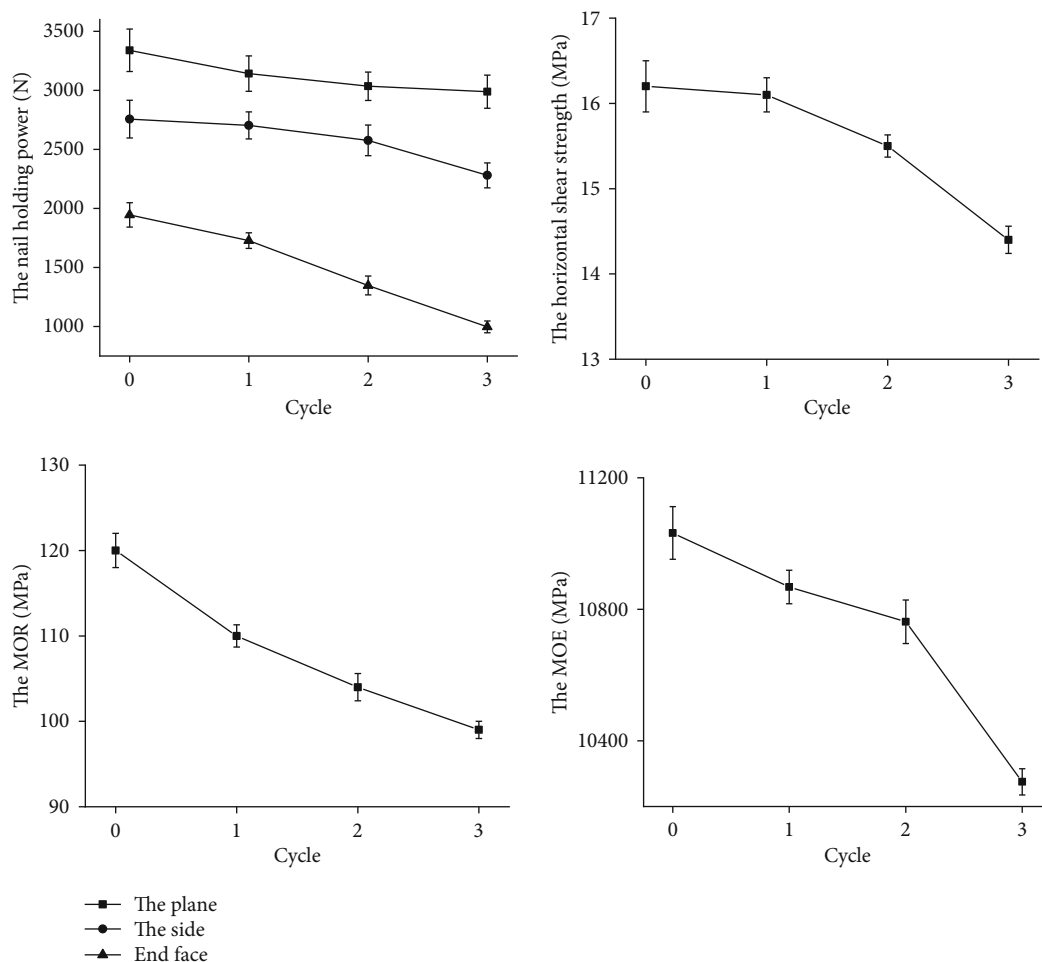 The nail holding power (N)
3500
3000
2500
2000
1500
1000
0 1 2 3
Cycle
The horizontal shear strength (MPa)
17
16
15
14
13
0 1 2 3
Cycle
The MOR (MPa)
130
120
110
100
90
0 1 2 3
Cycle
The MOE (MPa)
11200
10800
10400
0 1 2 3
Cycle
The plane
The side
End face